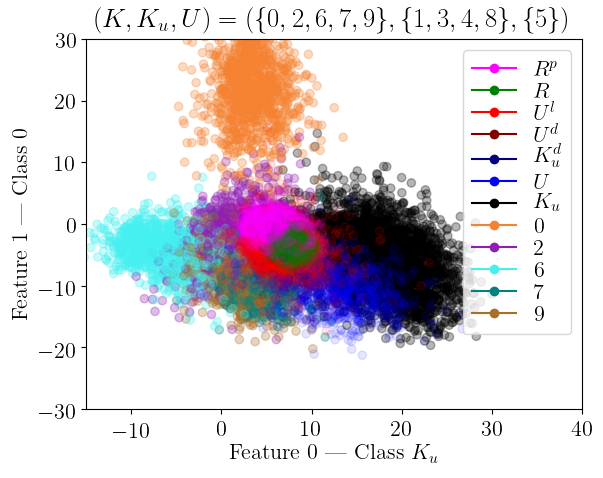 (K, K_u, U) = ({0, 2, 6, 7, 9}, {1, 3, 4, 8}, {5})
30
20
10
0
−10
−20
−30
Feature 1 — Class 0
R^p
R
U^l
U^d
K_u^d
U
K_u
0
2
6
7
9
−10
0
10
20
30
40
Feature 0 — Class K_u